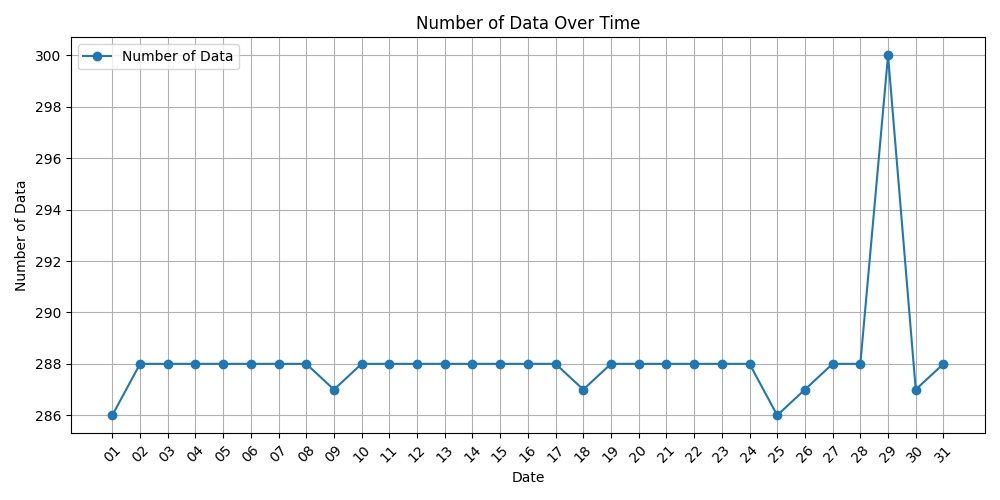 Number of Data Over Time
Number of Data
300
298
296
294
292
290
288
286
Number of Data
01 02 03 04 05 06 07 08 09 10 11 12 13 14 15 16 17 18 19 20 21 22 23 24 25 26 27 28 29 30 31
Date